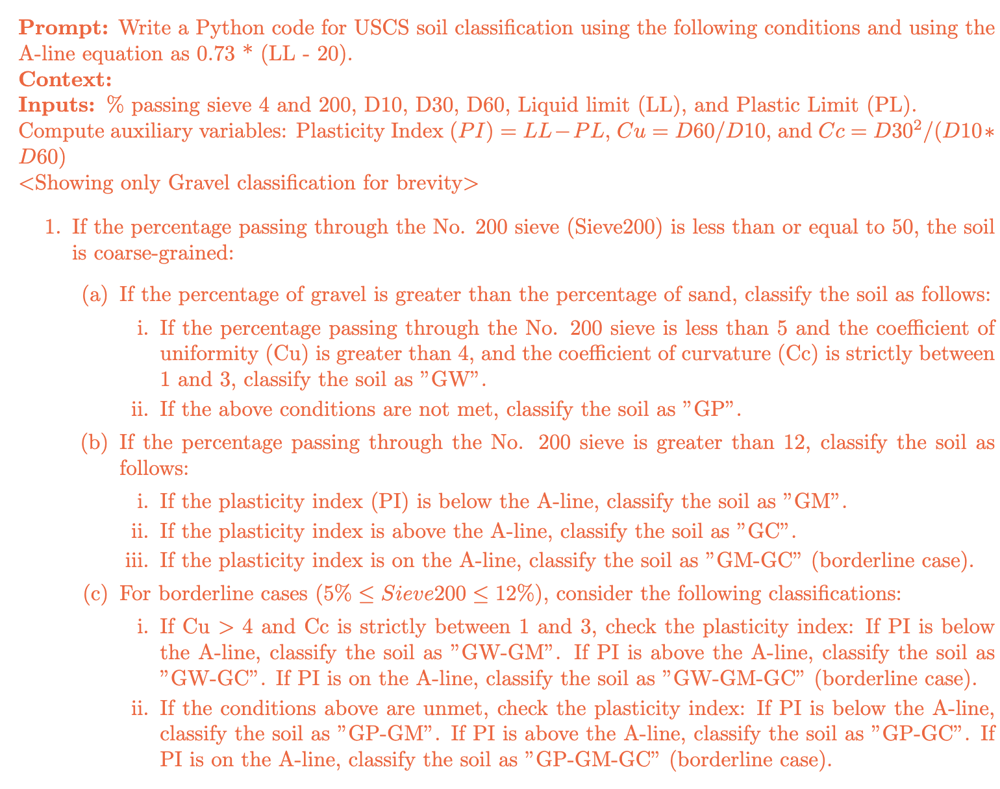 Prompt: Write a Python code for USCS soil classification using the following conditions and using the
A-line equation as 0.73 * (LL - 20).
Context:
Inputs: % passing sieve 4 and 200, D10, D30, D60, Liquid limit (LL), and Plastic Limit (PL).
Compute auxiliary variables: Plasticity Index (PI) = LL−PL, Cu = D60/D10, and Cc = D30²/(D10∗
D60)
<Showing only Gravel classification for brevity>
1. If the percentage passing through the No. 200 sieve (Sieve200) is less than or equal to 50, the soil
is coarse-grained:
(a) If the percentage of gravel is greater than the percentage of sand, classify the soil as follows:
i. If the percentage passing through the No. 200 sieve is less than 5 and the coefficient of
uniformity (Cu) is greater than 4, and the coefficient of curvature (Cc) is strictly between
1 and 3, classify the soil as ”GW”.
ii. If the above conditions are not met, classify the soil as ”GP”.
(b) If the percentage passing through the No. 200 sieve is greater than 12, classify the soil as
follows:
i. If the plasticity index (PI) is below the A-line, classify the soil as ”GM”.
ii. If the plasticity index is above the A-line, classify the soil as ”GC”.
iii. If the plasticity index is on the A-line, classify the soil as ”GM-GC” (borderline case).
(c) For borderline cases (5% ≤ Sieve200 ≤ 12%), consider the following classifications:
i. If Cu > 4 and Cc is strictly between 1 and 3, check the plasticity index: If PI is below
the A-line, classify the soil as ”GW-GM”. If PI is above the A-line, classify the soil as
”GW-GC”. If PI is on the A-line, classify the soil as ”GW-GM-GC” (borderline case).
ii. If the conditions above are unmet, check the plasticity index: If PI is below the A-line,
classify the soil as ”GP-GM”. If PI is above the A-line, classify the soil as ”GP-GC”. If
PI is on the A-line, classify the soil as ”GP-GM-GC” (borderline case).